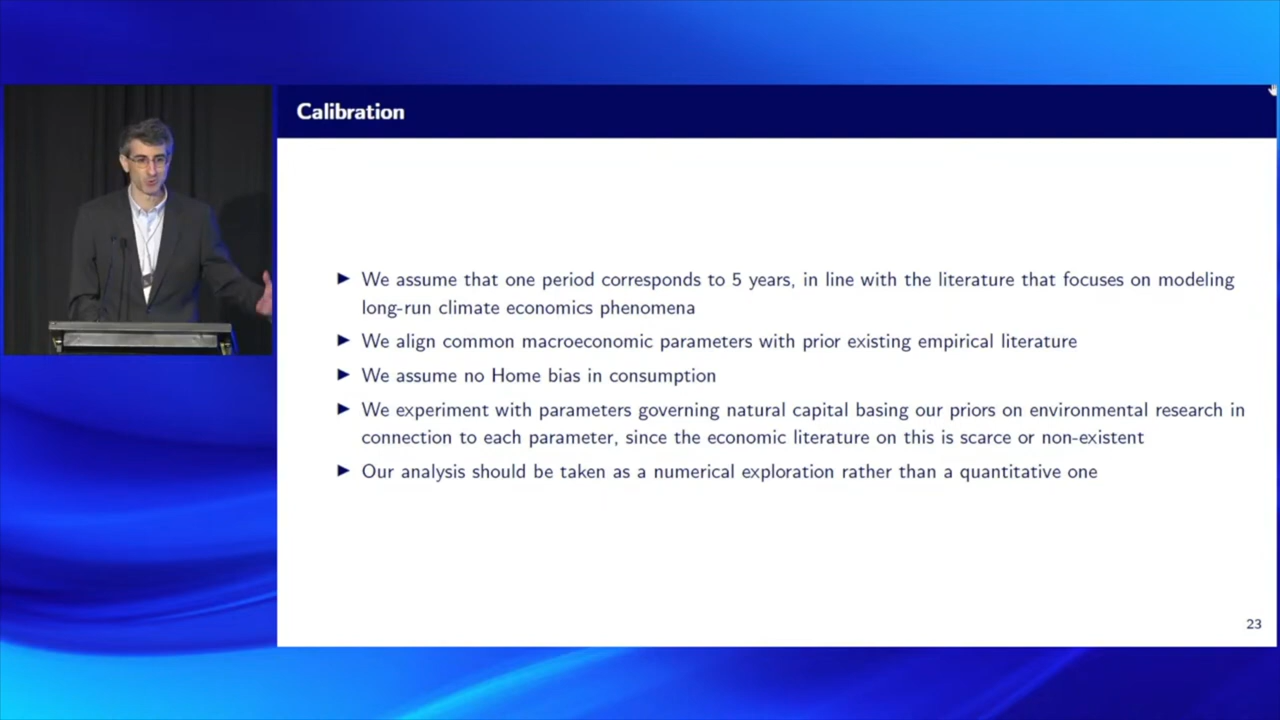 Calibration
► We assume that one period corresponds to 5 years, in line with the literature that focuses on modeling
long-run climate economics phenomena
► We align common macroeconomic parameters with prior existing empirical literature
► We assume no Home bias in consumption
► We experiment with parameters governing natural capital basing our priors on environmental research in
connection to each parameter, since the economic literature on this is scarce or non-existent
► Our analysis should be taken as a numerical exploration rather than a quantitative one
23